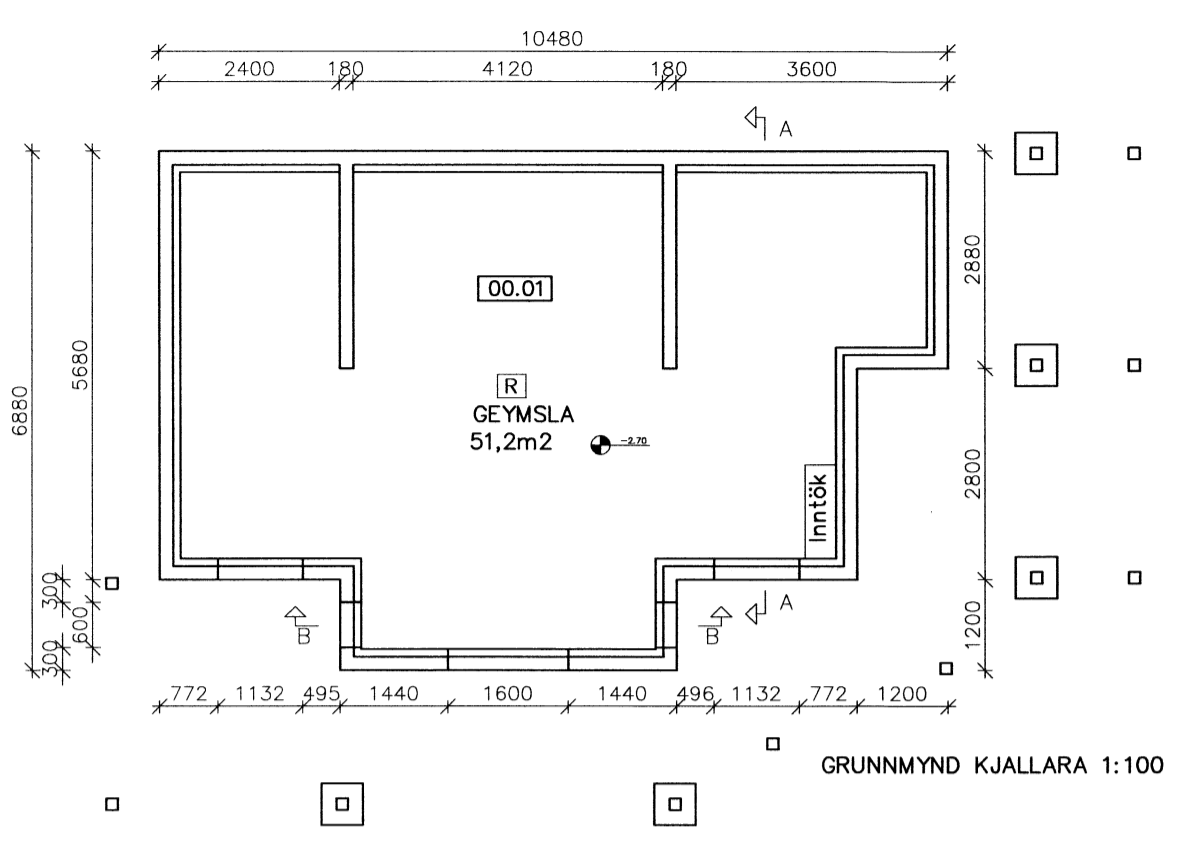 10480
2400 180 4120 180 3600
A
00.01
R
GEYMSLA
51,2m2
-2.70
Inntök
6880
5680
300
600
300
2880
2800
1200
B
B
A
772 1132 495 1440 1600 1440 496 1132 772 1200
GRUNNMYND KJALLARA 1:100